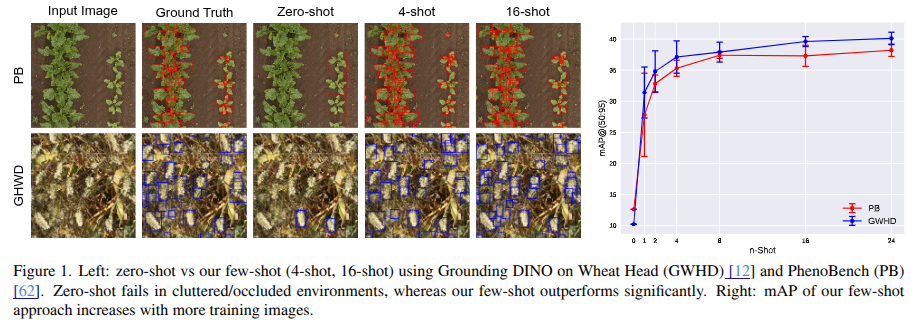 Input Image Ground Truth Zero-shot 4-shot 16-shot
PB
GHWD
mAP@(50:95)
40
35
30
25
20
15
10
0 1 2 4 8 16 24
n-Shot
PB
GWHD
Figure 1. Left: zero-shot vs our few-shot (4-shot, 16-shot) using Grounding DINO on Wheat Head (GWHD) [12] and PhenoBench (PB)
[62]. Zero-shot fails in cluttered/occluded environments, whereas our few-shot outperforms significantly. Right: mAP of our few-shot
approach increases with more training images.